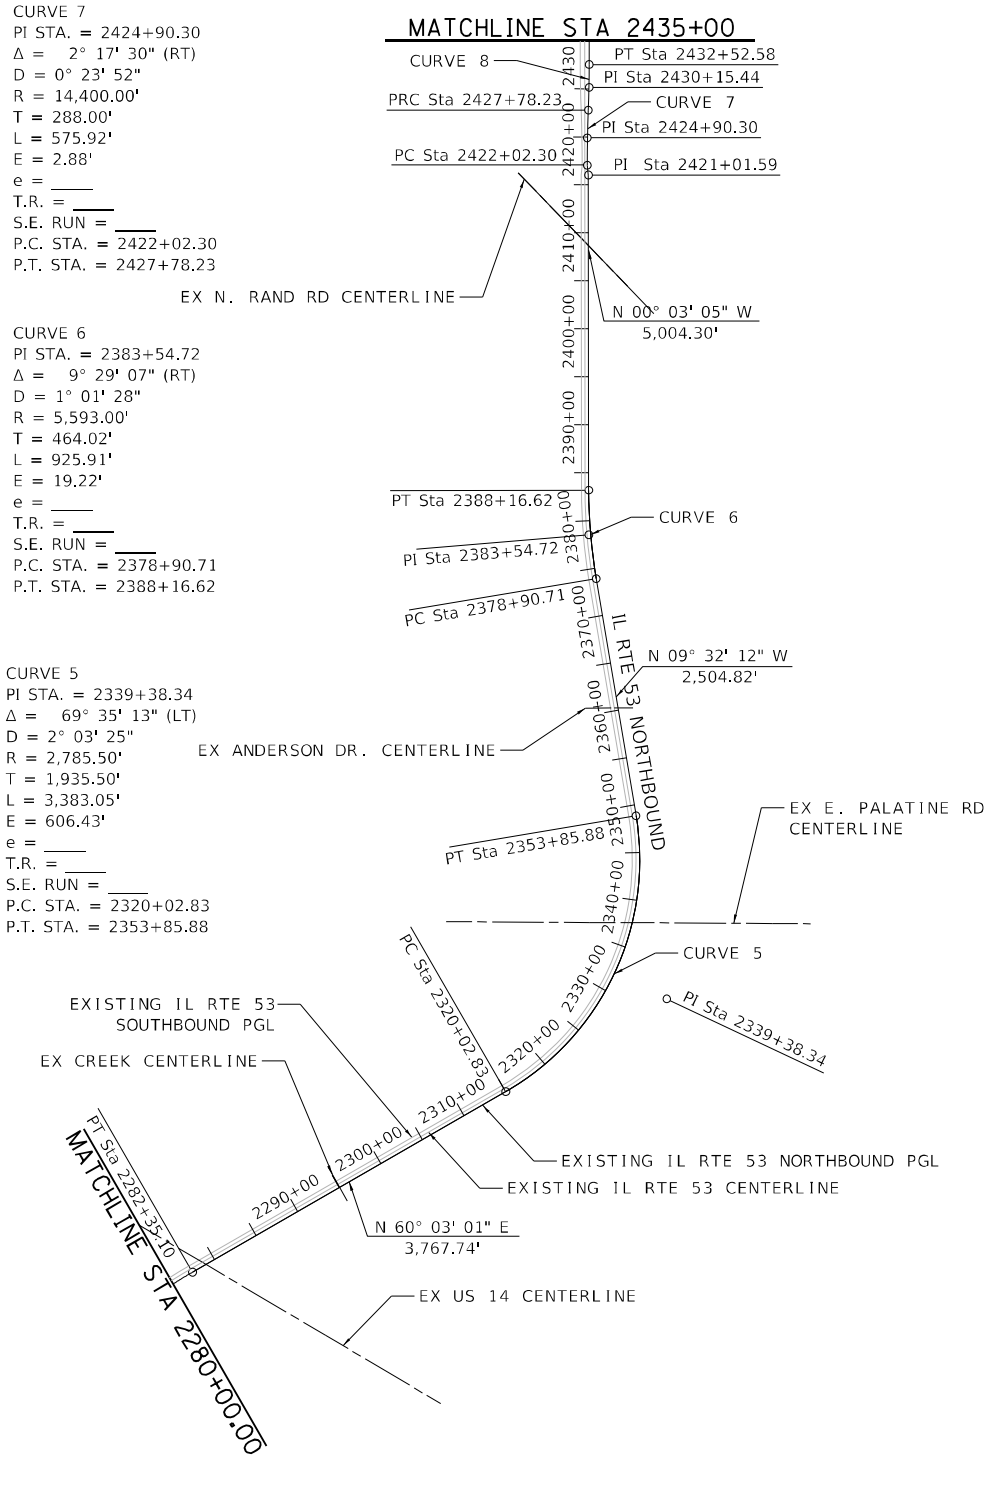 CURVE 7
PI STA. = 2424+90.30
Δ = 2° 17' 30" (RT)
D = 0° 23' 52"
R = 14,400.00'
T = 288.00'
L = 575.92'
E = 2.88'
e = ____
T.R. = ____
S.E. RUN = ____
P.C. STA. = 2422+02.30
P.T. STA. = 2427+78.23
CURVE 6
PI STA. = 2383+54.72
Δ = 9° 29' 07" (RT)
D = 1° 01' 28"
R = 5,593.00'
T = 464.02'
L = 925.91'
E = 19.22'
e = ____
T.R. = ____
S.E. RUN = ____
P.C. STA. = 2378+90.71
P.T. STA. = 2388+16.62
CURVE 5
PI STA. = 2339+38.34
Δ = 69° 35' 13" (LT)
D = 2° 03' 25"
R = 2,785.50'
T = 1,935.50'
L = 3,383.05'
E = 606.43'
e = ____
T.R. = ____
S.E. RUN = ____
P.C. STA. = 2320+02.83
P.T. STA. = 2353+85.88
MATCHLINE STA 2435+00
CURVE 8
PT Sta 2432+52.58
PI Sta 2430+15.44
PRC Sta 2427+78.23
CURVE 7
PI Sta 2424+90.30
PC Sta 2422+02.30
PI Sta 2421+01.59
2430
2420+00
2410+00
2400+00
2390+00
2380+00
2370+00
2360+00
2350+00
2340+00
2330+00
2320+00
2310+00
2300+00
2290+00
EX N. RAND RD CENTERLINE
N 00° 03' 05" W
5,004.30'
PT Sta 2388+16.62
CURVE 6
PI Sta 2383+54.72
PC Sta 2378+90.71
IL RTE 53 NORTHBOUND
N 09° 32' 12" W
2,504.82'
EX ANDERSON DR. CENTERLINE
EX E. PALATINE RD
CENTERLINE
PT Sta 2353+85.88
CURVE 5
PI Sta 2339+38.34
PC Sta 2320+02.83
EXISTING IL RTE 53
SOUTHBOUND PGL
EX CREEK CENTERLINE
EXISTING IL RTE 53 NORTHBOUND PGL
EXISTING IL RTE 53 CENTERLINE
N 60° 03' 01" E
3,767.74'
PT Sta 2282+35.10
MATCHLINE STA 2280+00.00
EX US 14 CENTERLINE